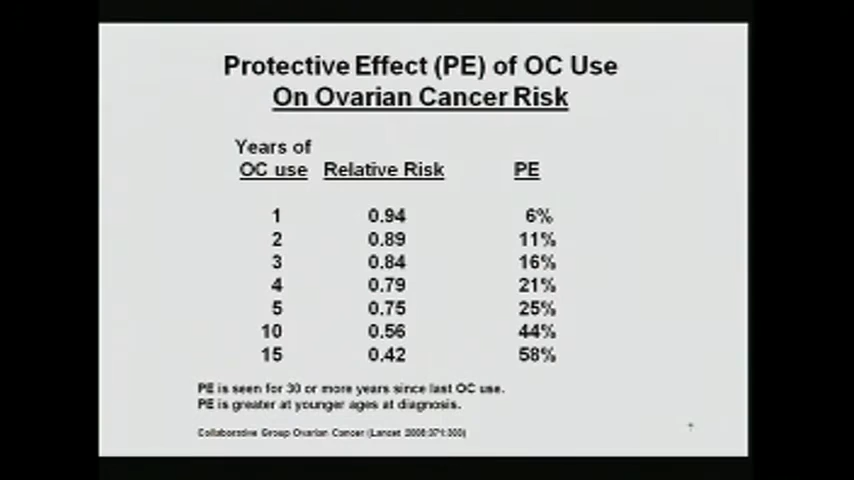 Protective Effect (PE) of OC Use
On Ovarian Cancer Risk
Years of
OC use Relative Risk PE
1 0.94 6%
2 0.89 11%
3 0.84 16%
4 0.79 21%
5 0.75 25%
10 0.56 44%
15 0.42 58%
PE is seen for 30 or more years since last OC use.
PE is greater at younger ages at diagnosis.
Collaborative Group Ovarian Cancer (Lancet